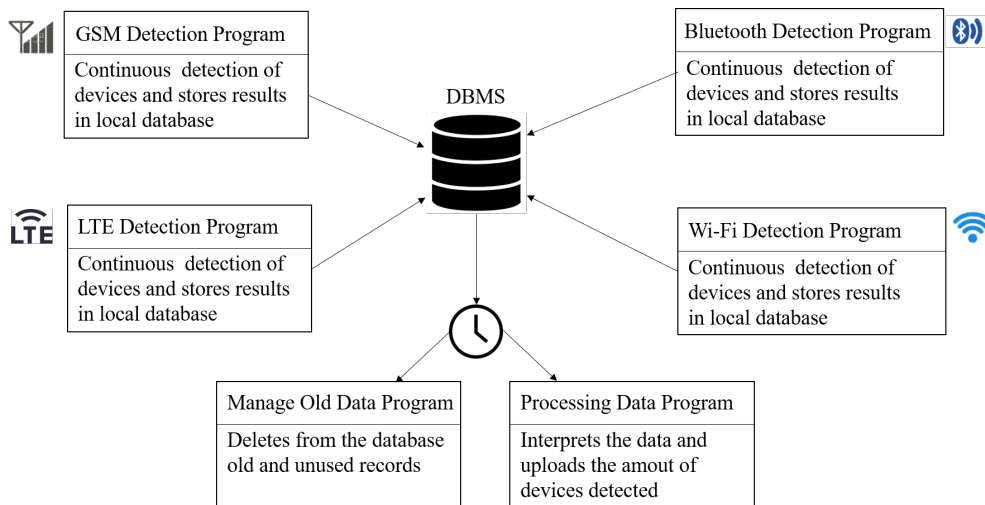 GSM Detection Program
Continuous detection of
devices and stores results
in local database
Bluetooth Detection Program
Continuous detection of
devices and stores results
in local database
DBMS
LTE
LTE Detection Program
Continuous detection of
devices and stores results
in local database
Wi-Fi Detection Program
Continuous detection of
devices and stores results
in local database
Manage Old Data Program
Deletes from the database
old and unused records
Processing Data Program
Interprets the data and
uploads the amout of
devices detected